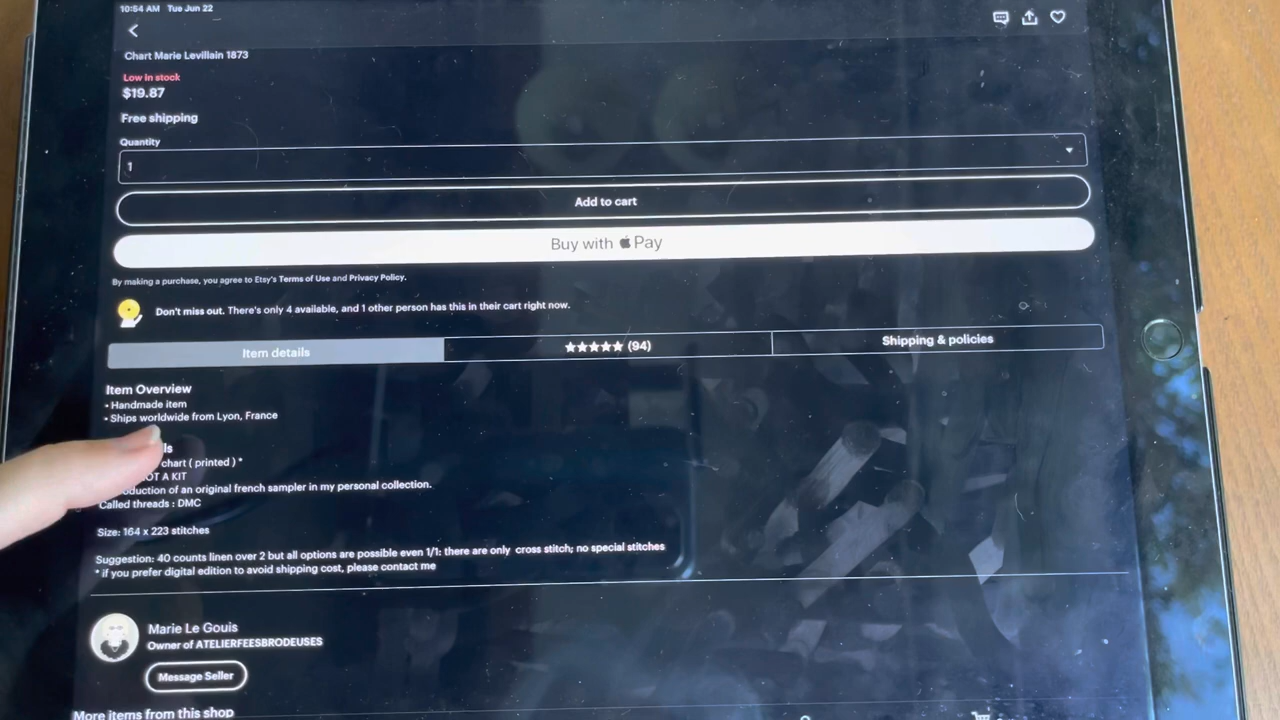 10:54 AM Tue Jun 22
Chart Marie Levillain 1873
Low in stock
$19.87
Free shipping
Quantity
1
Add to cart
Buy with Pay
By making a purchase, you agree to Etsy's Terms of Use and Privacy Policy.
Don't miss out. There's only 4 available, and 1 other person has this in their cart right now.
Item details
(94)
Shipping & policies
Item Overview
• Handmade item
• Ships worldwide from Lyon, France
chart ( printed ) *
A KIT
of an original french sampler in my personal collection.
Called threads : DMC
Size: 164 x 223 stitches
Suggestion: 40 counts linen over 2 but all options are possible even 1/1: there are only cross stitch; no special stitches
* if you prefer digital edition to avoid shipping cost, please contact me
Marie Le Gouis
Owner of ATELIERFEESBRODEUSES
Message Seller
More items from this shop